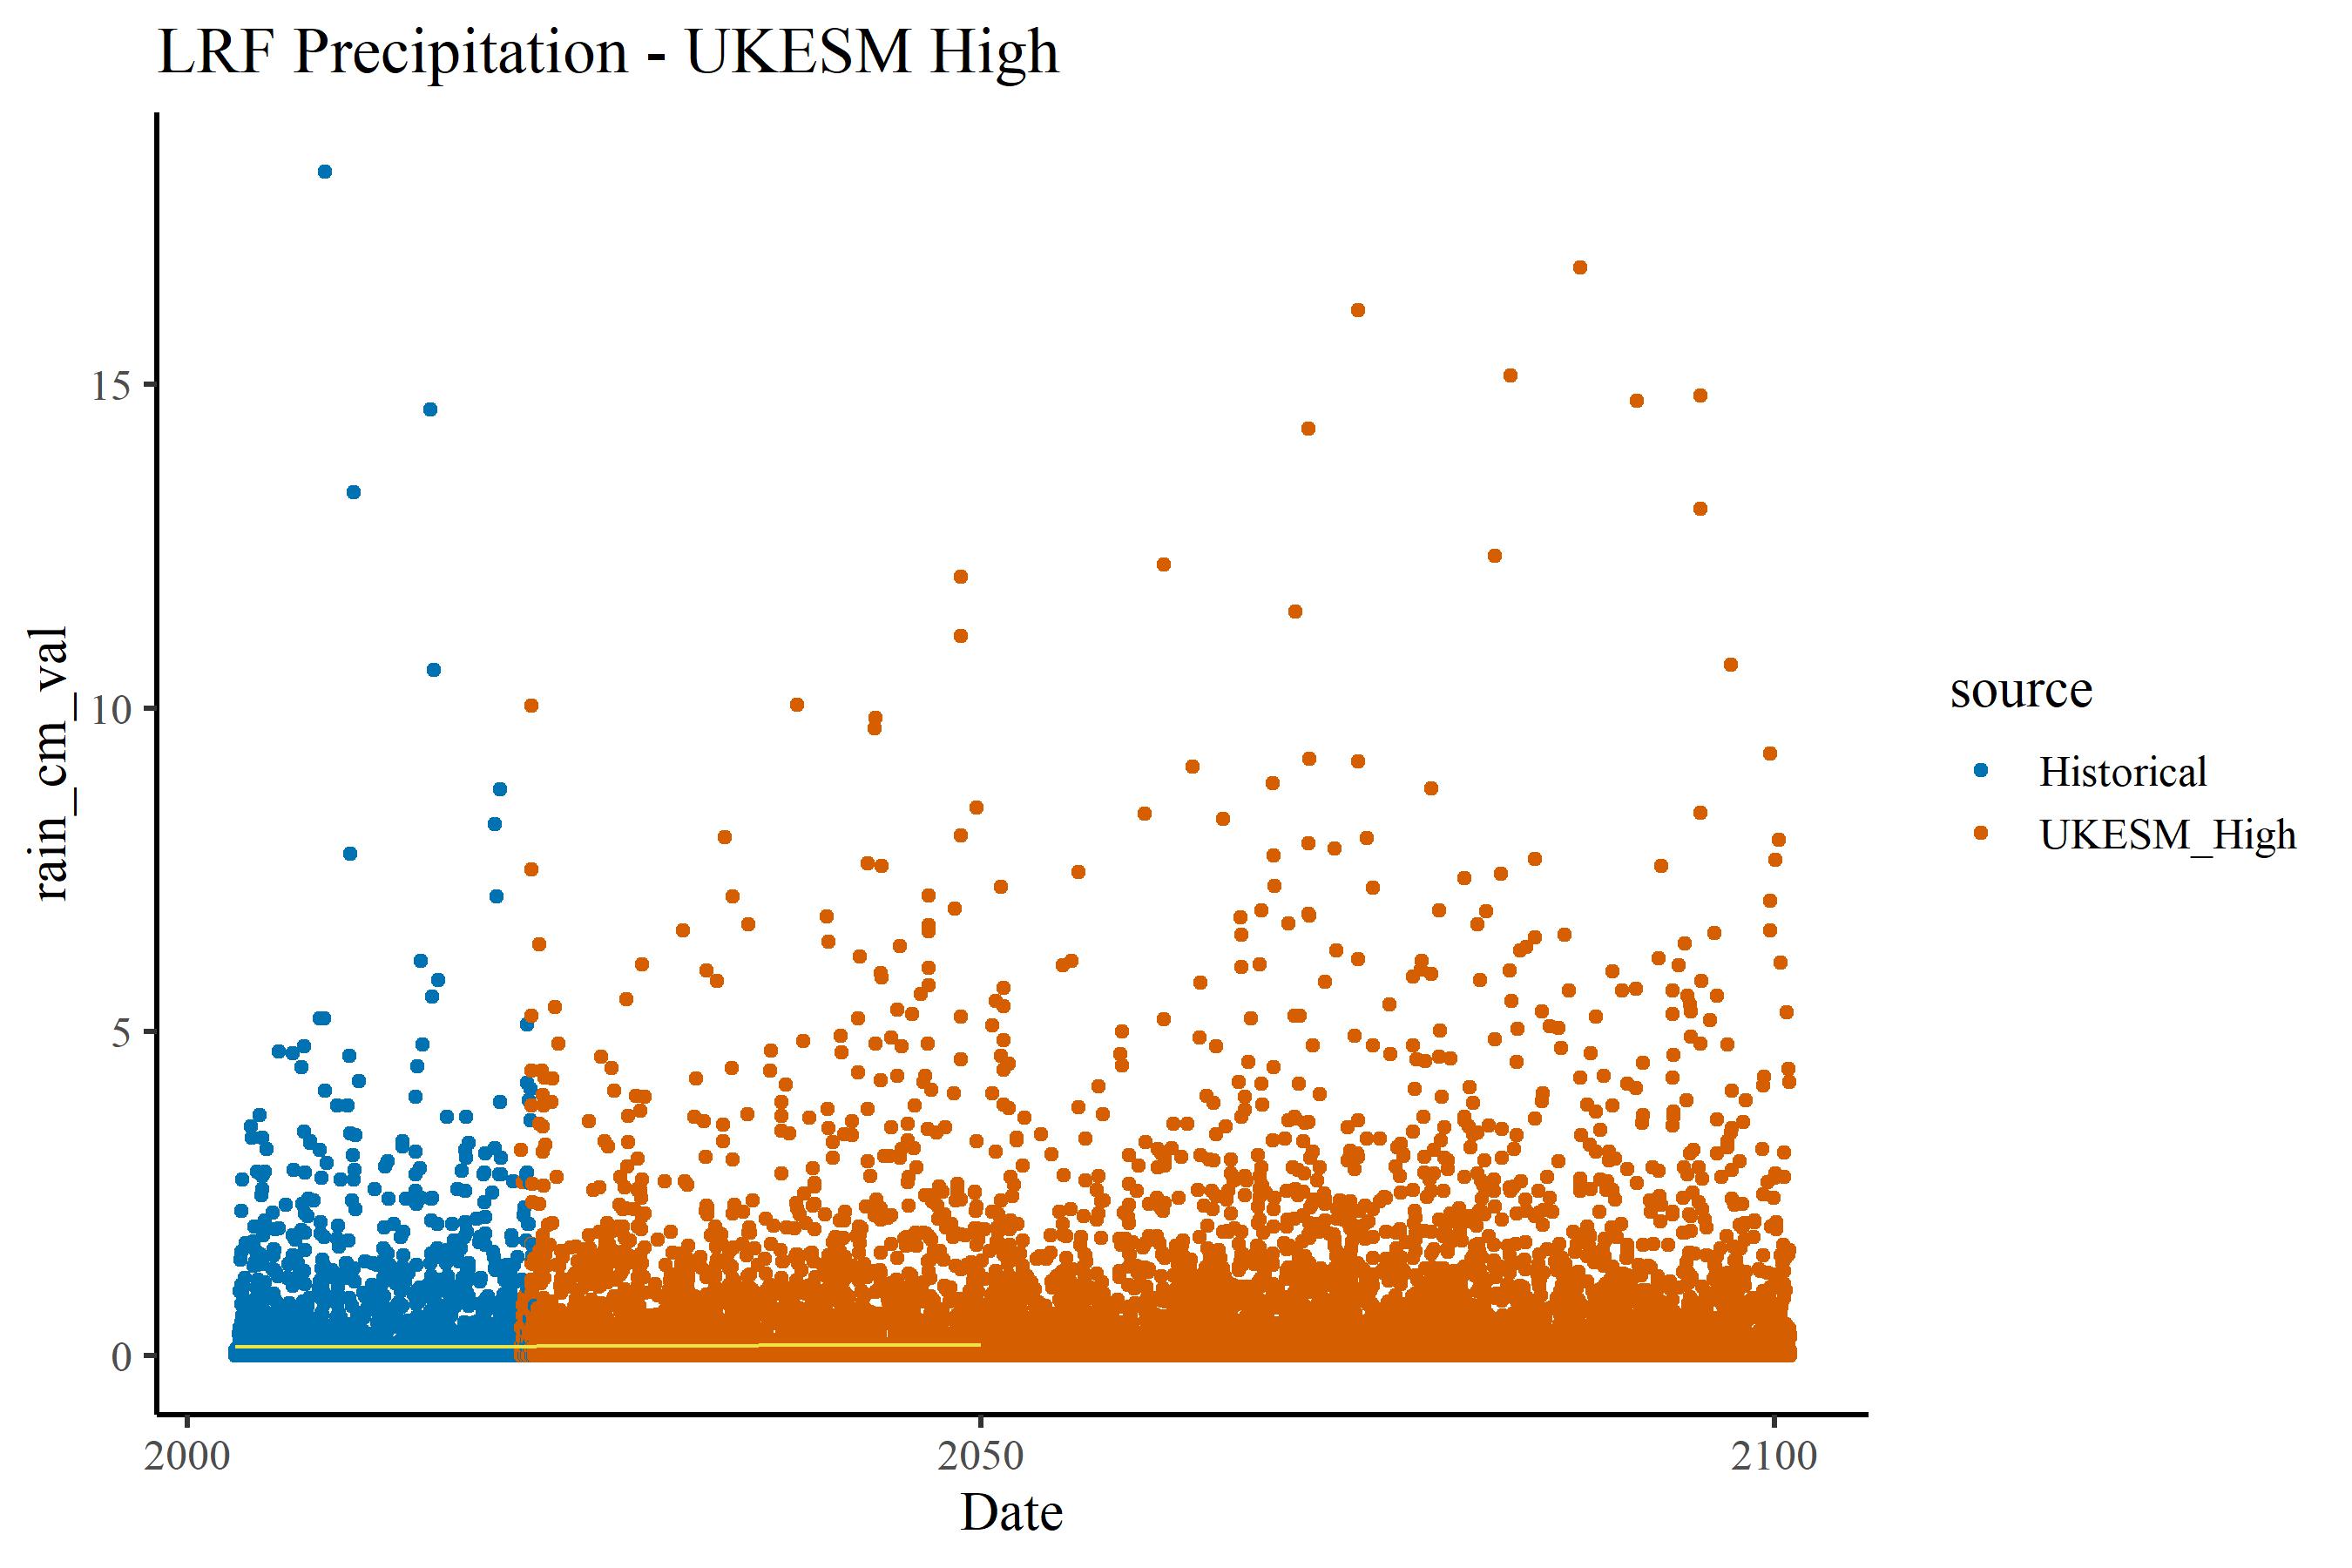 LRF Precipitation - UKESM High
rain_cm_val
15
10
5
0
2000
2050
2100
Date
source
Historical
UKESM_High